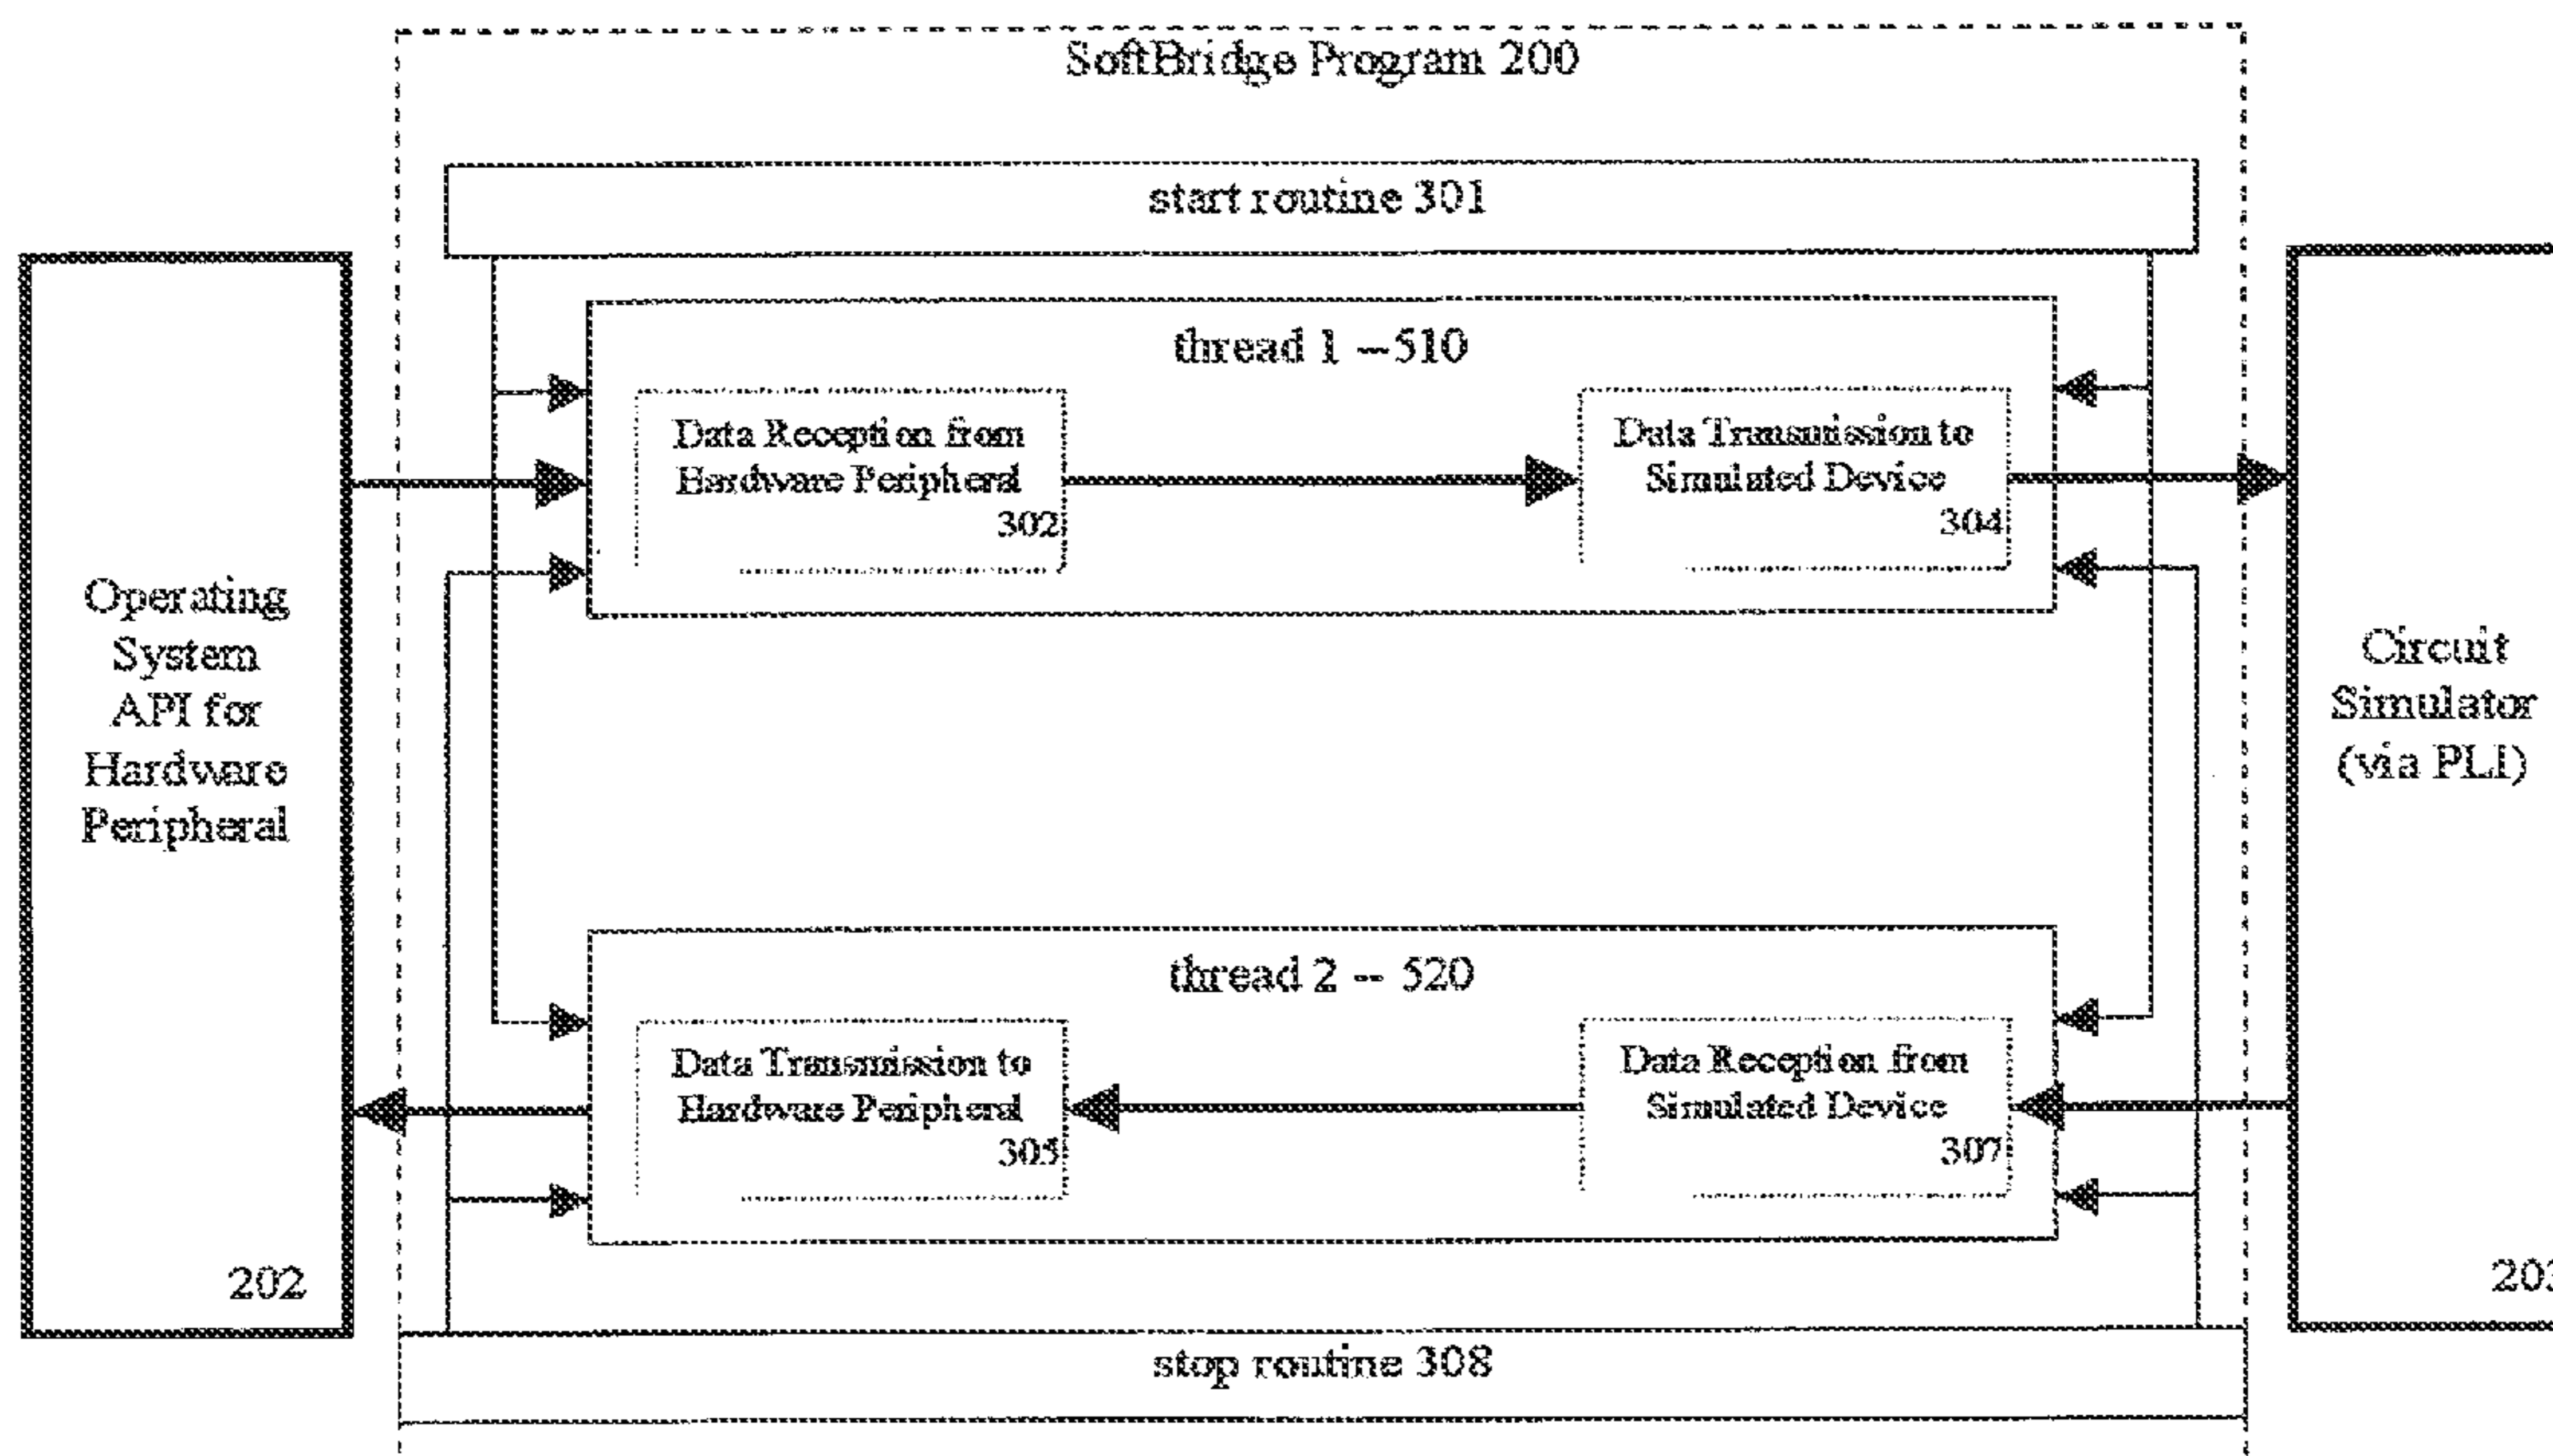 SoftBridge Program 200
start routine 301
thread 1 --510
Data Reception from
Hardware Peripheral
302
Data Transmission to
Simulated Device
304
Operating
System
API for
Hardware
Peripheral
202
Circuit
Simulator
(via PLI)
thread 2 -- 520
Data Transmission to
Hardware Peripheral
305
Data Reception from
Simulated Device
307
stop routine 308